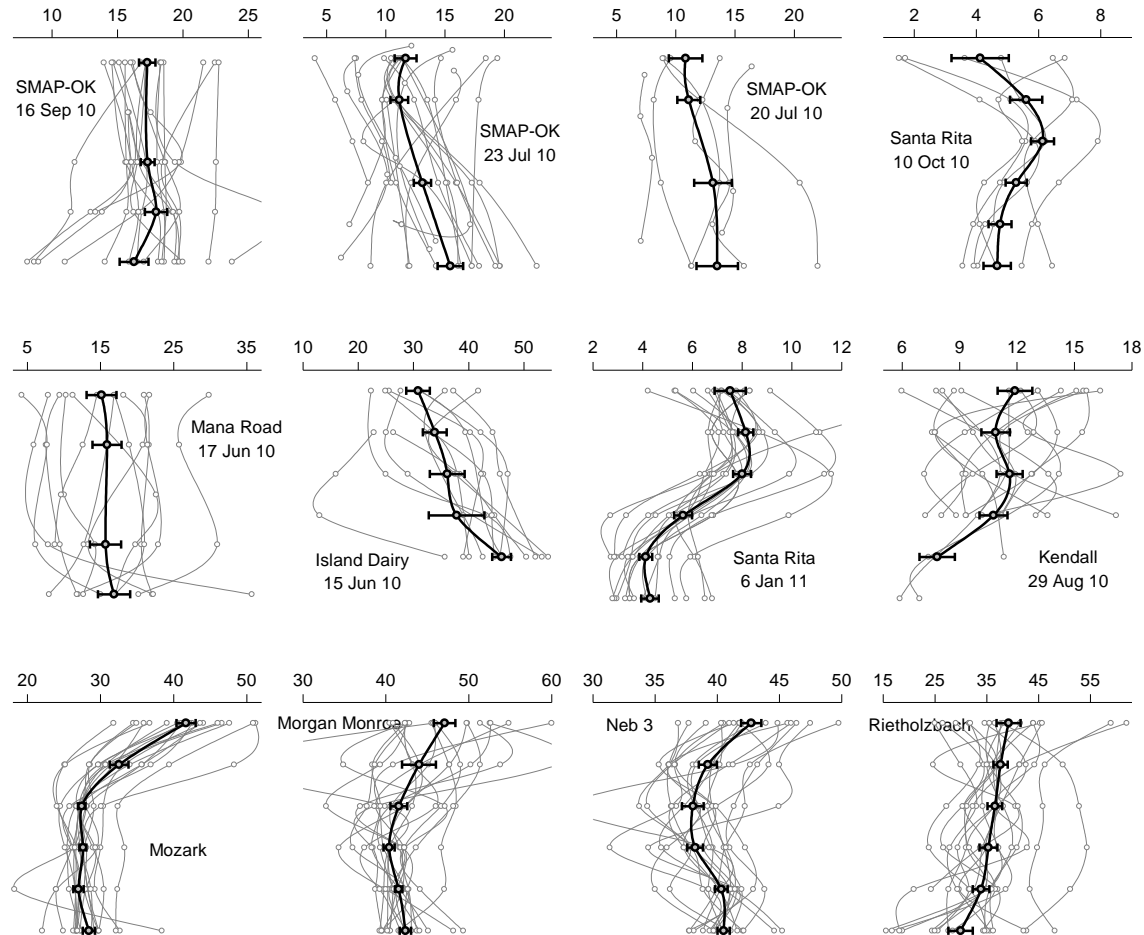 10 15 20 25
5 10 15 20
5 10 15 20
2 4 6 8
SMAP-OK
16 Sep 10
SMAP-OK
23 Jul 10
SMAP-OK
20 Jul 10
Santa Rita
10 Oct 10
5 15 25 35
10 20 30 40 50
2 4 6 8 10 12
6 9 12 15 18
Mana Road
17 Jun 10
Island Dairy
15 Jun 10
Santa Rita
6 Jan 11
Kendall
29 Aug 10
20 30 40 50
30 40 50 60
30 35 40 45 50
15 25 35 45 55
Morgan Monroe
Neb 3
Rietholzbach
Mozark